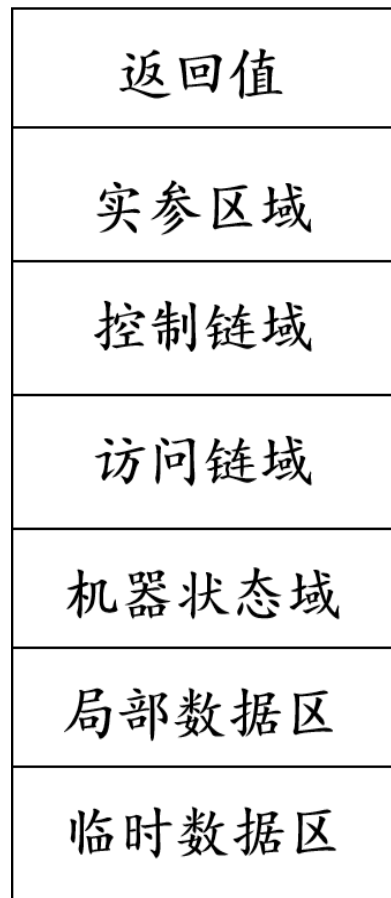 返回值
实参区域
控制链域
访问链域
机器状态域
局部数据区
临时数据区